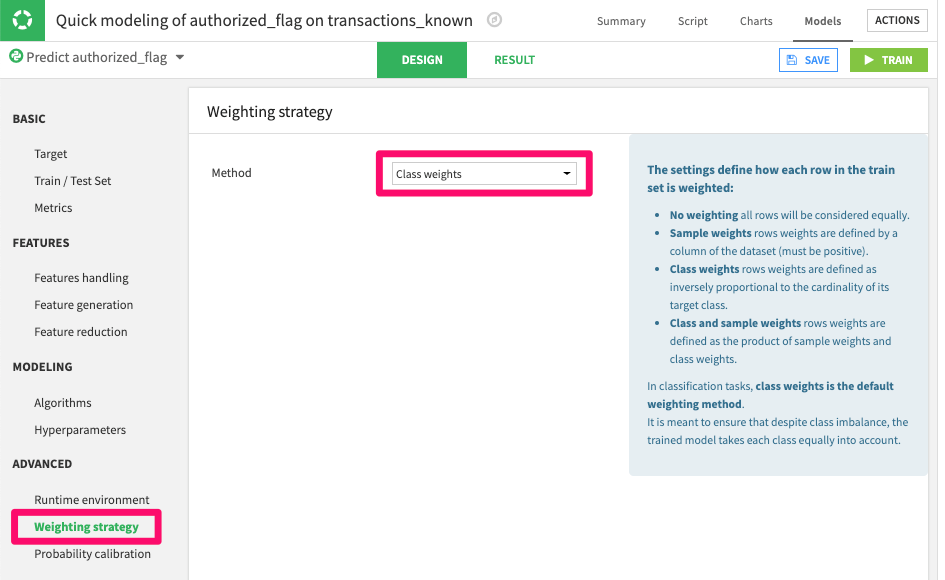 Quick modeling of authorized_flag on transactions_known
Summary
Script
Charts
Models
ACTIONS
Predict authorized_flag
DESIGN
RESULT
SAVE
TRAIN
BASIC
Target
Train / Test Set
Metrics
FEATURES
Features handling
Feature generation
Feature reduction
MODELING
Algorithms
Hyperparameters
ADVANCED
Runtime environment
Weighting strategy
Probability calibration
Weighting strategy
Method
Class weights
The settings define how each row in the train
set is weighted:
• No weighting all rows will be considered equally.
• Sample weights rows weights are defined by a
column of the dataset (must be positive).
• Class weights rows weights are defined as
inversely proportional to the cardinality of its
target class.
• Class and sample weights rows weights are
defined as the product of sample weights and
class weights.
In classification tasks, class weights is the default
weighting method.
It is meant to ensure that despite class imbalance, the
trained model takes each class equally into account.